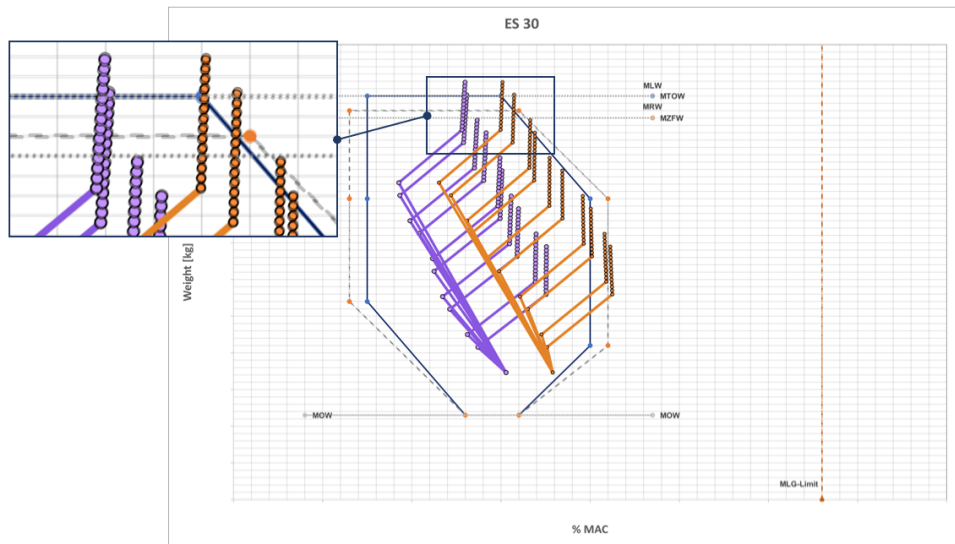 ES 30
MLW
MTOW
MRW
MZFW
Weight [kg]
MOW
MOW
MLG-Limit
% MAC